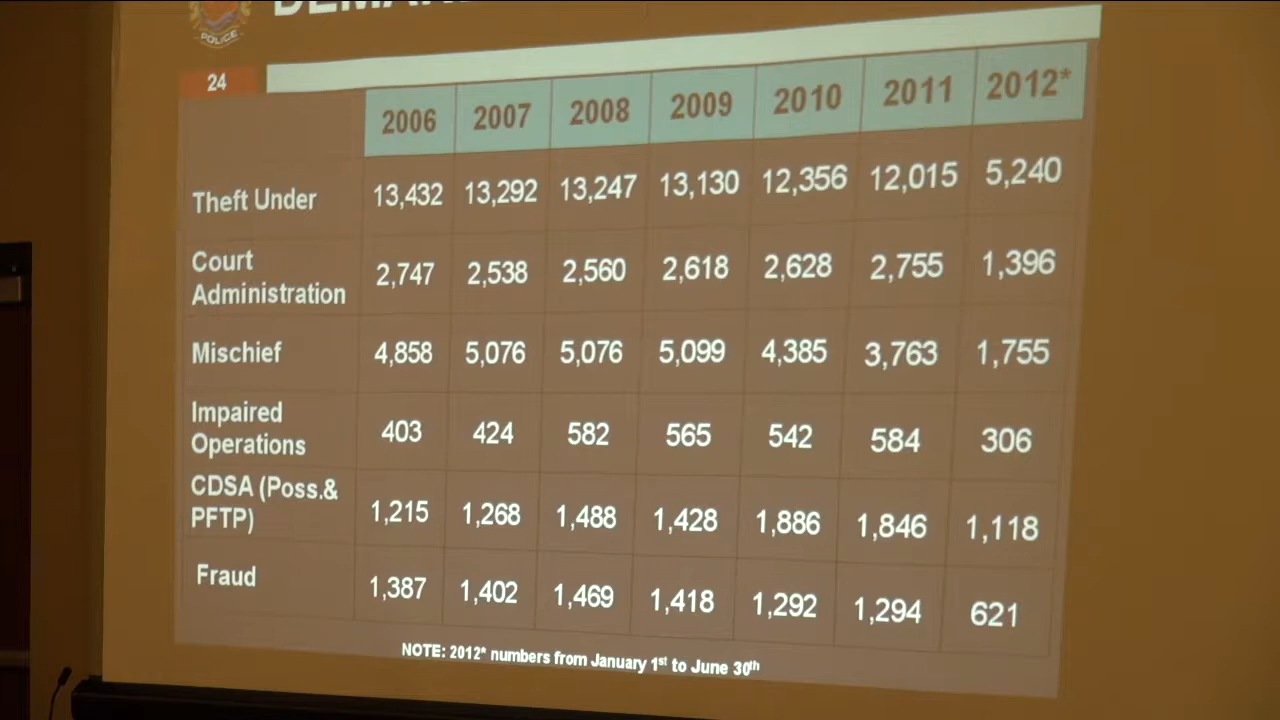 POLICE
24
2006 2007 2008 2009 2010 2011 2012*
Theft Under 13,432 13,292 13,247 13,130 12,356 12,015 5,240
Court
Administration 2,747 2,538 2,560 2,618 2,628 2,755 1,396
Mischief 4,858 5,076 5,076 5,099 4,385 3,763 1,755
Impaired
Operations 403 424 582 565 542 584 306
CDSA (Poss.&
PFTP) 1,215 1,268 1,488 1,428 1,886 1,846 1,118
Fraud 1,387 1,402 1,469 1,418 1,292 1,294 621
NOTE: 2012* numbers from January 1st to June 30th